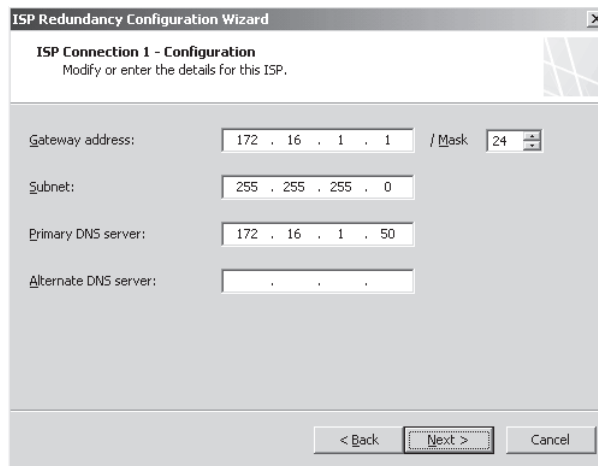 ISP Redundancy Configuration Wizard
ISP Connection 1 - Configuration
Modify or enter the details for this ISP.
Gateway address: 172 . 16 . 1 . 1 / Mask 24
Subnet: 255 . 255 . 255 . 0
Primary DNS server: 172 . 16 . 1 . 50
Alternate DNS server: . . .
< Back Next > Cancel